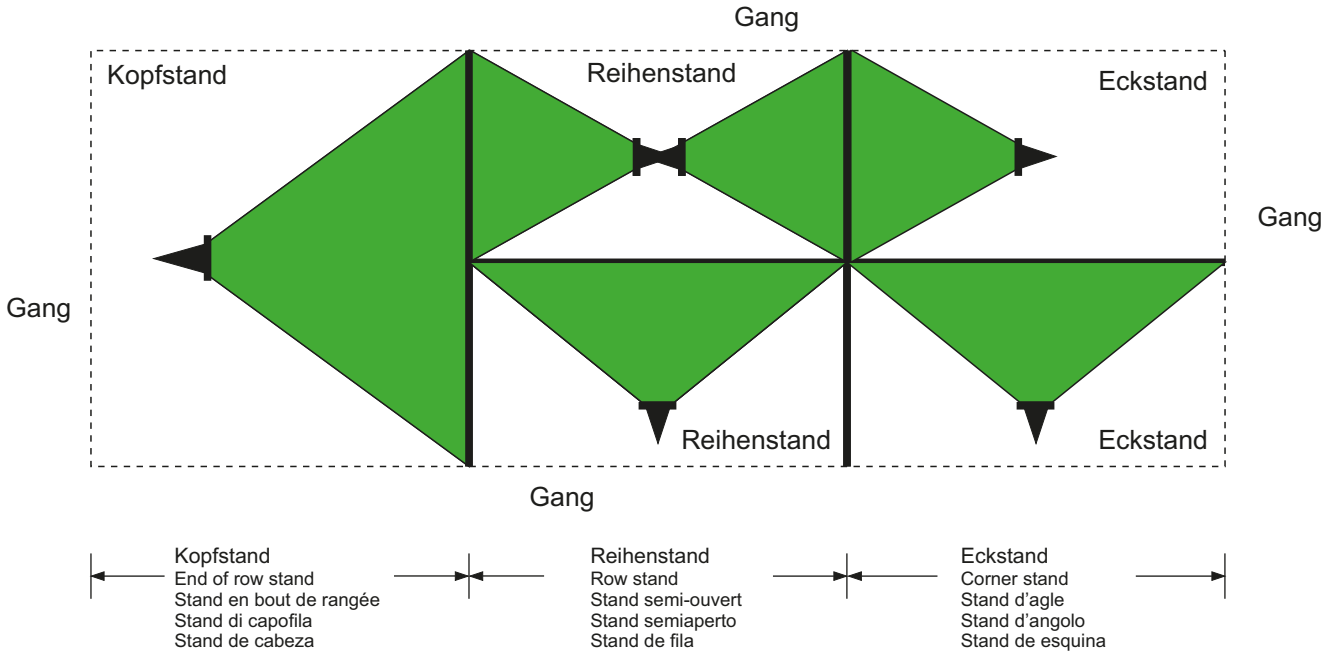 Gang
Kopfstand
Reihenstand
Eckstand
Gang
Gang
Reihenstand
Eckstand
Gang
Kopfstand
End of row stand
Stand en bout de rangée
Stand di capofila
Stand de cabeza
Reihenstand
Row stand
Stand semi-ouvert
Stand semiaperto
Stand de fila
Eckstand
Corner stand
Stand d'agle
Stand d'angolo
Stand de esquina